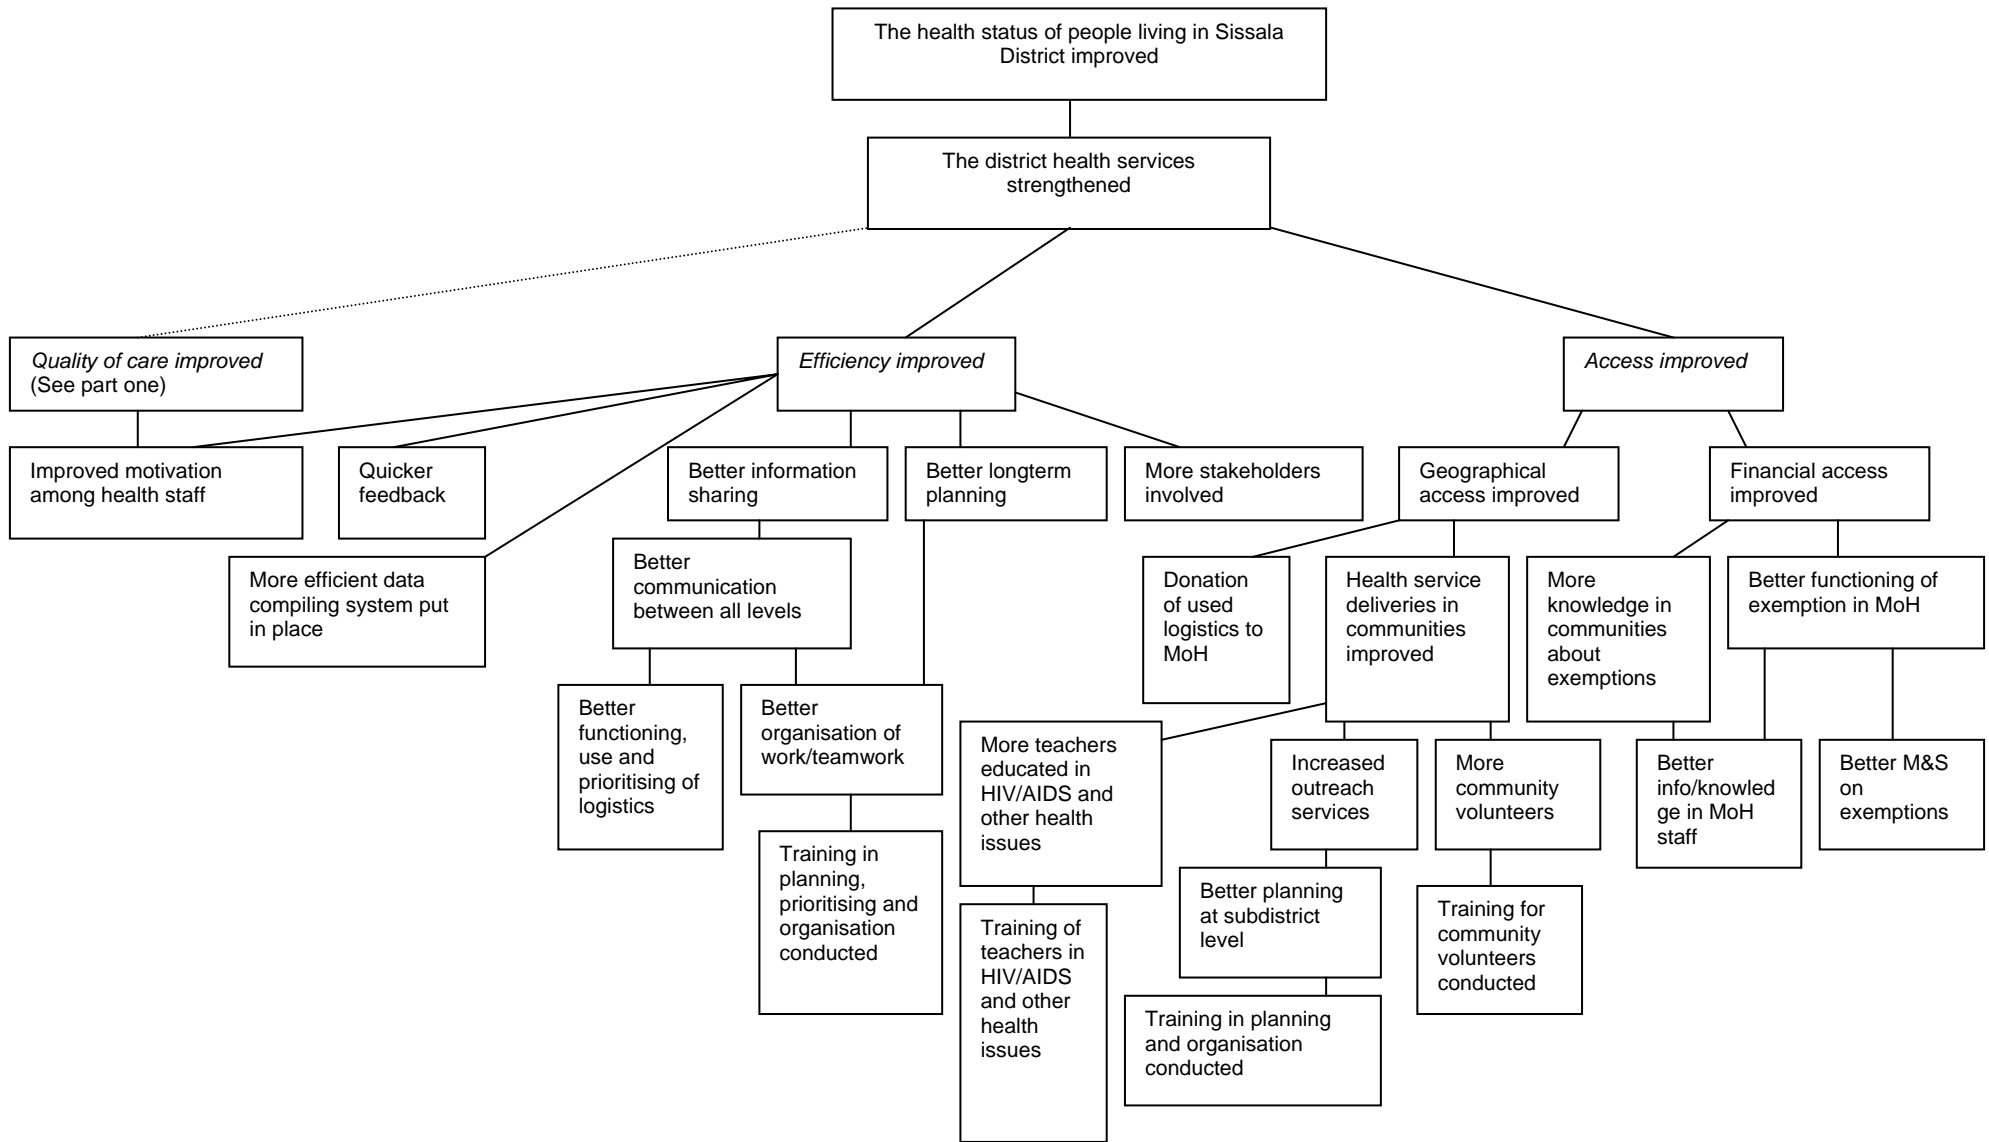 The health status of people living in Sissala
District improved
The district health services
strengthened
Quality of care improved
(See part one)
Efficiency improved
Access improved
Improved motivation
among health staff
Quicker
feedback
Better information
sharing
Better longterm
planning
More stakeholders
involved
Geographical
access improved
Financial access
improved
More efficient data
compiling system put
in place
Better
communication
between all levels
Donation
of used
logistics to
MoH
Health service
deliveries in
communities
improved
More
knowledge in
communities
about
exemptions
Better functioning of
exemption in MoH
Better
functioning,
use and
prioritising of
logistics
Better
organisation of
work/teamwork
More teachers
educated in
HIV/AIDS and
other health
issues
Increased
outreach
services
More
community
volunteers
Better
info/knowled
ge in MoH
staff
Better M&S
on
exemptions
Training in
planning,
prioritising and
organisation
conducted
Training of
teachers in
HIV/AIDS
and other
health
issues
Better planning
at subdistrict
level
Training for
community
volunteers
conducted
Training in planning
and organisation
conducted